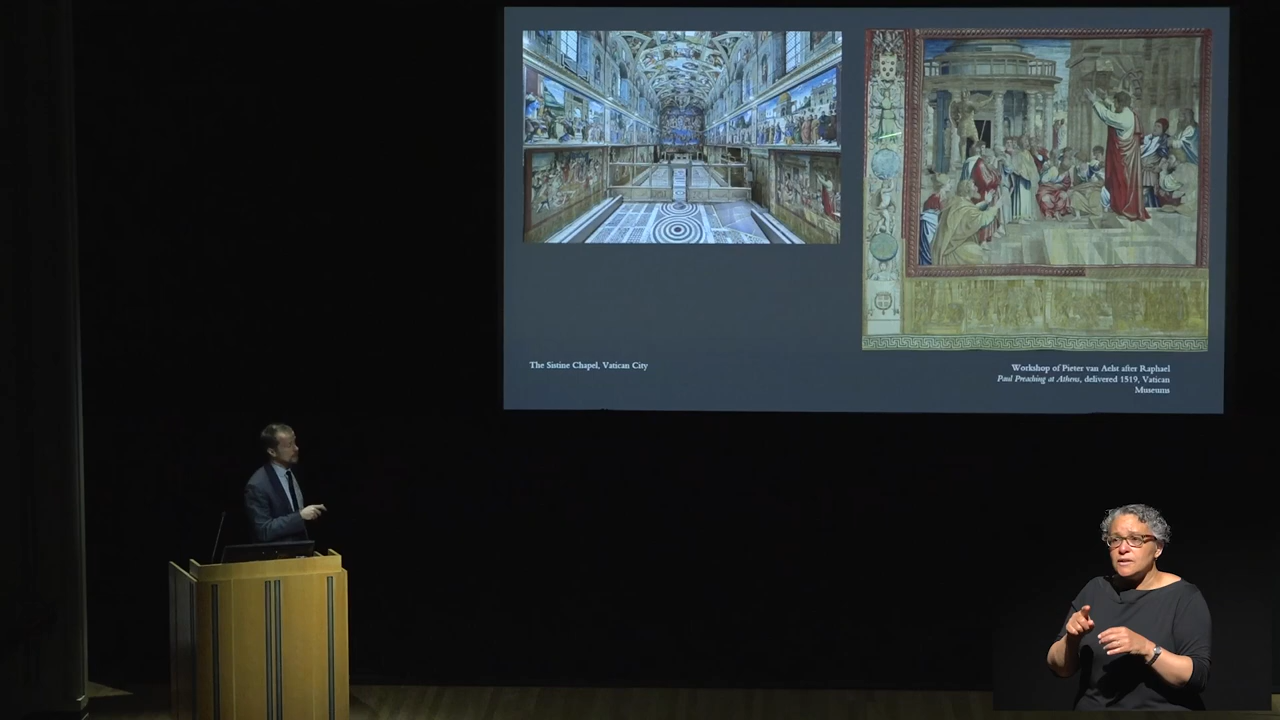 The Sistine Chapel, Vatican City
Workshop of Pieter van Aelst after Raphael
Paul Preaching at Athens, delivered 1519, Vatican
Museums